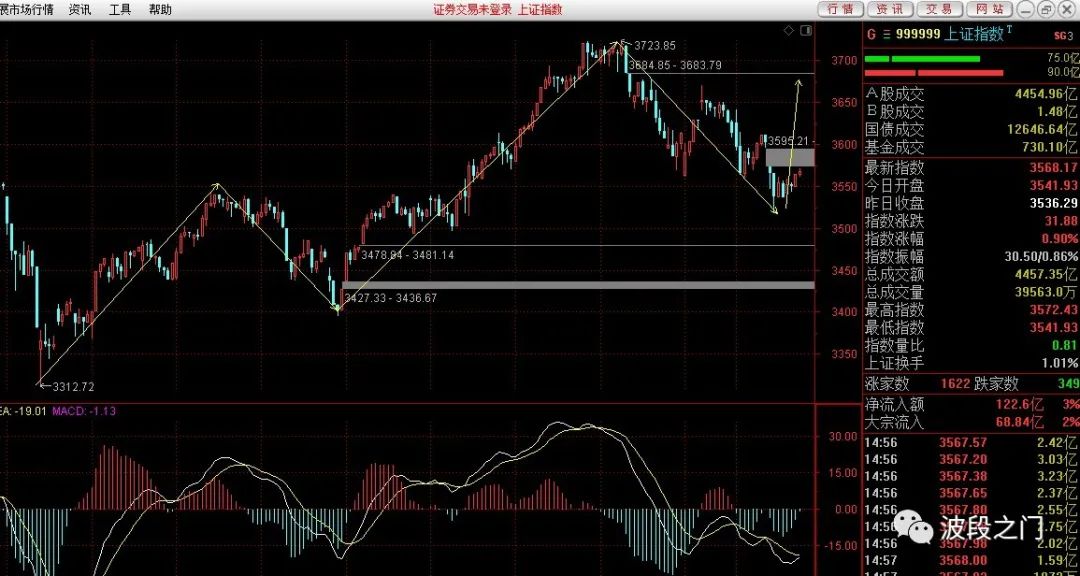 展市场行情 资讯 工具 帮助 证券交易未登录 上证指数 行情 资讯 交易 网站
3723.85
3684.85 - 3683.79
3595.21
3478.84 - 3481.14
3427.33 - 3436.67
3312.72
3700
3650
3600
3550
3500
3450
3400
3350
EA: -19.01 MACD: -1.13
30.00
15.00
0.00
-15.00
G 三 999999 上证指数 T SG3
75.0亿
90.0亿
A股成交 4454.96亿
B股成交 1.48亿
国债成交 12646.64亿
基金成交 730.10亿
最新指数 3568.17
今日开盘 3541.93
昨日收盘 3536.29
指数涨跌 31.88
指数涨幅 0.90%
指数振幅 30.50/0.86%
总成交额 4457.35亿
总成交量 39563.0万
最高指数 3572.43
最低指数 3541.93
指数量比 0.81
上证换手 1.01%
涨家数 1622 跌家数 349
净流入额 122.6亿 3%
大宗流入 68.84亿 2%
14:56 3567.57 2.42亿
14:56 3567.20 3.03亿
14:56 3567.38 3.23亿
14:56 3567.65 2.37亿
14:56 3567.80 2.55亿
14:56 2.75亿
14:56 3567.98 2.02亿
14:57 3568.00 1.59亿
波段之门